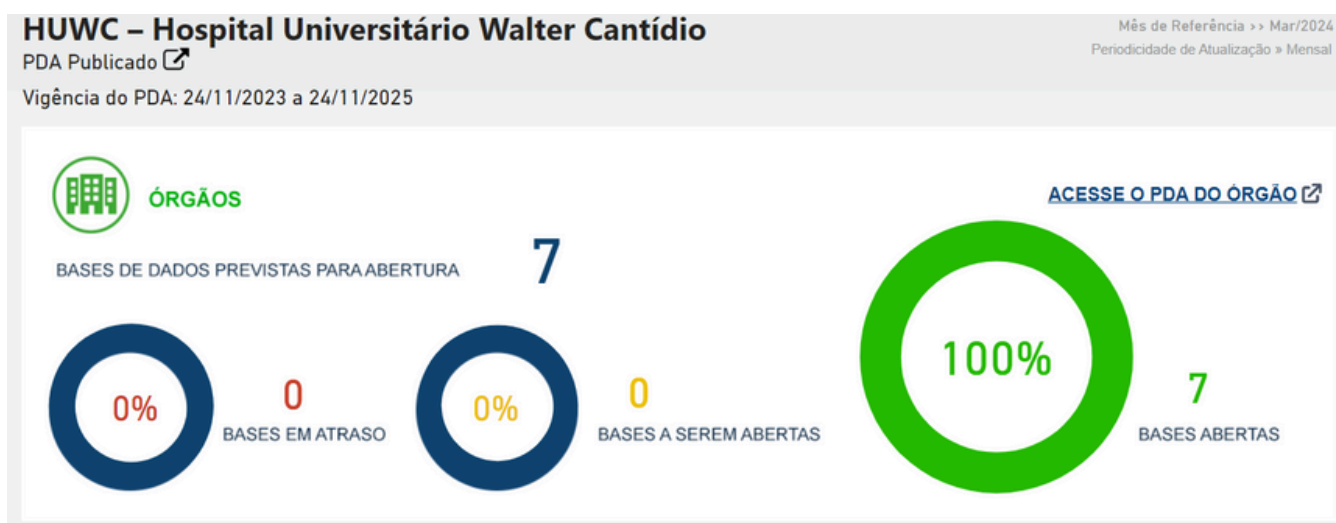 HUWC – Hospital Universitário Walter Cantídio
Mês de Referência >> Mar/2024
PDA Publicado
Periodicidade de Atualização » Mensal
Vigência do PDA: 24/11/2023 a 24/11/2025
ÓRGÃOS
ACESSE O PDA DO ÓRGÃO
BASES DE DADOS PREVISTAS PARA ABERTURA
7
0%
0
BASES EM ATRASO
0%
0
BASES A SEREM ABERTAS
100%
7
BASES ABERTAS